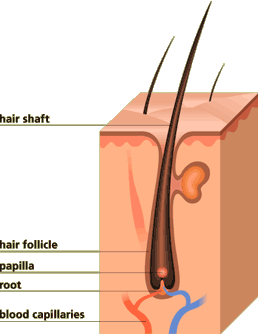 hair shaft
hair follicle
papilla
root
blood capillaries